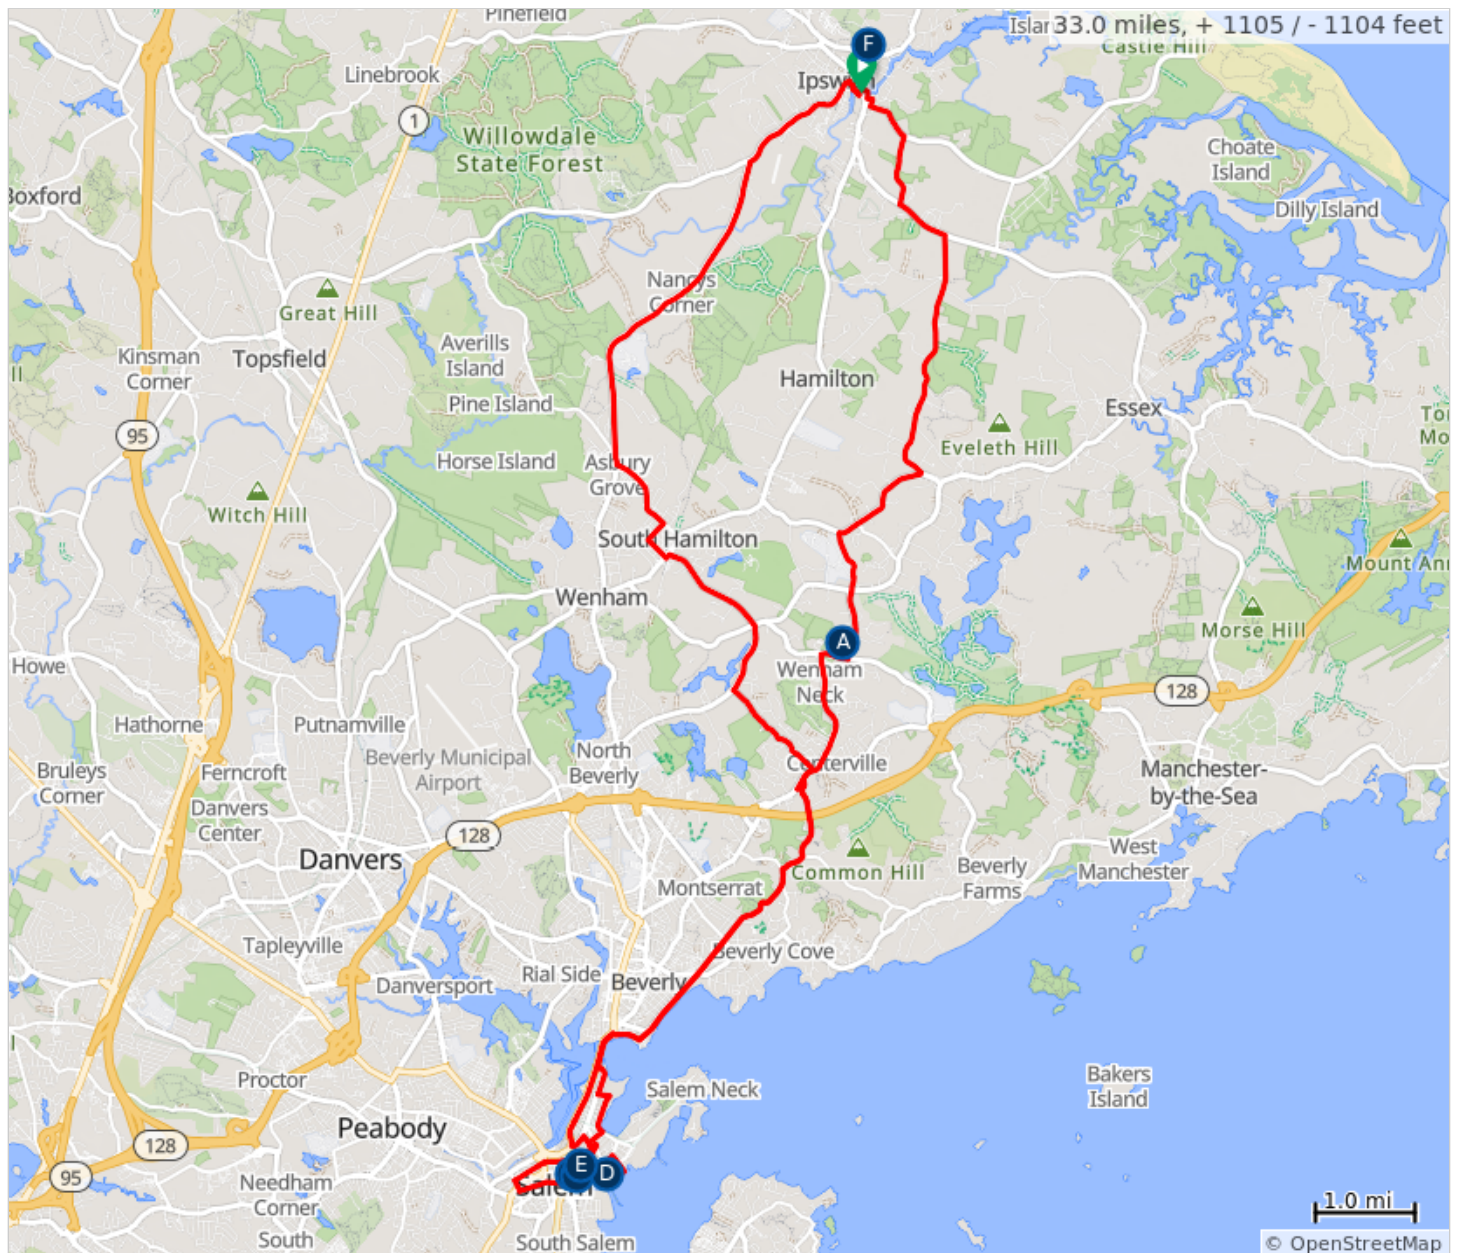 Pinefield
Islan
33.0 miles, + 1105 / - 1104 feet
Castle Hill
F
Linebrook
Ipswich
1
Willowdale
State Forest
Choate
Island
Boxford
Dilly Island
Nancys
Corner
Great Hill
Averills
Island
Kinsman
Corner
Topsfield
Hamilton
Pine Island
Essex
95
Eveleth Hill
Horse Island
Asbury
Grove
Witch Hill
South Hamilton
Mount Ann
Wenham
Morse Hill
A
Howe
Wenham
Neck
128
Hathorne
Putnamville
Beverly Municipal
Airport
North
Beverly
Centerville
Bruleys
Corner
Ferncroft
Manchester-
by-the-Sea
Danvers
Center
128
Danvers
Common Hill
West
Manchester
Beverly
Farms
Montserrat
Tapleyville
Beverly Cove
Rial Side
Beverly
Danversport
Proctor
Salem Neck
Bakers
Island
Peabody
128
E
D
95
Salem
Needham
Corner
1.0 mi
South
South Salem
© OpenStreetMap